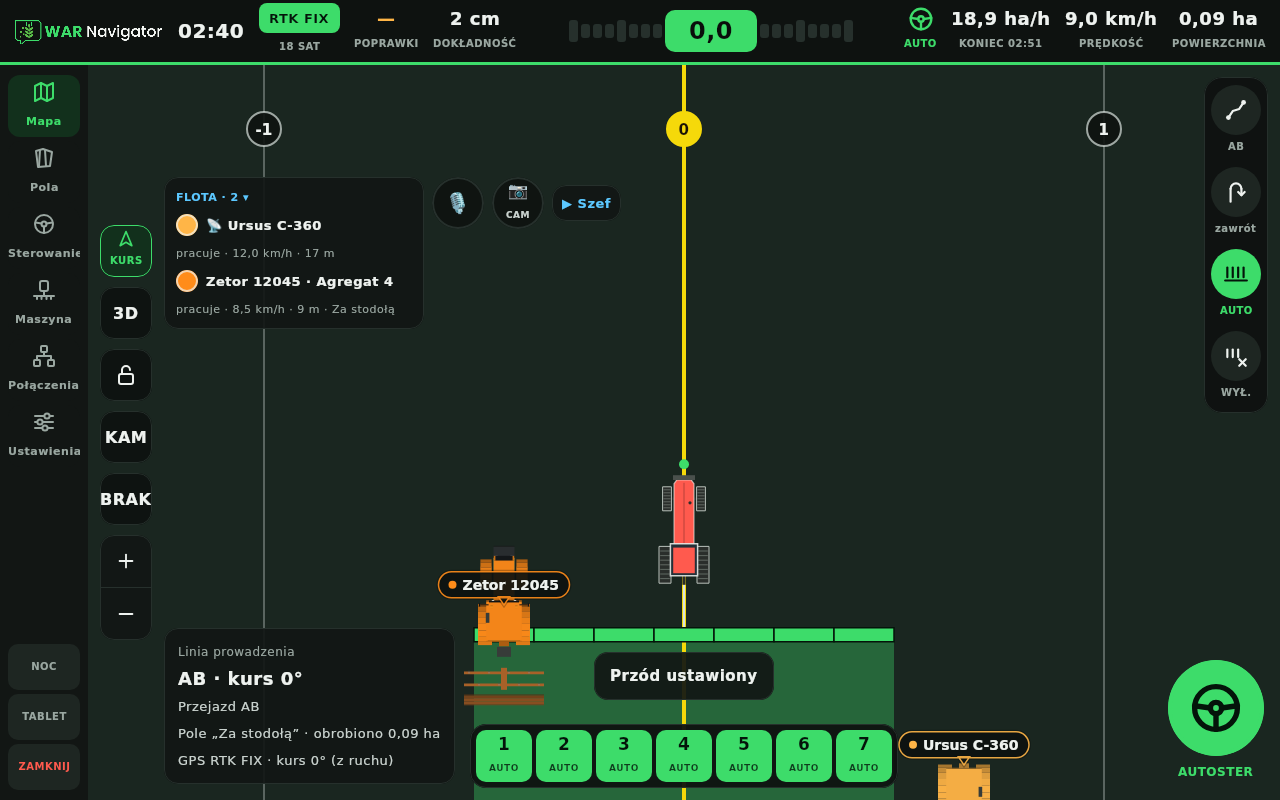 WAR Navigator
02:40
RTK FIX
18 SAT
—
POPRAWKI
2 cm
DOKŁADNOŚĆ
0,0
AUTO
18,9 ha/h
KONIEC 02:51
9,0 km/h
PRĘDKOŚĆ
0,09 ha
POWIERZCHNIA
Mapa
Pola
Sterowanie
Maszyna
Połączenia
Ustawienia
NOC
TABLET
ZAMKNIJ
KURS
3D
KAM
BRAK
+
−
-1
0
1
FLOTA · 2 ▾
Ursus C-360
pracuje · 12,0 km/h · 17 m
Zetor 12045 · Agregat 4
pracuje · 8,5 km/h · 9 m · Za stodołą
CAM
▶ Szef
AB
zawrót
AUTO
WYŁ.
Zetor 12045
Linia prowadzenia
AB · kurs 0°
Przejazd AB
Pole „Za stodołą” · obrobiono 0,09 ha
GPS RTK FIX · kurs 0° (z ruchu)
Przód ustawiony
1 2 3 4 5 6 7
AUTO AUTO AUTO AUTO AUTO AUTO AUTO
Ursus C-360
AUTOSTER